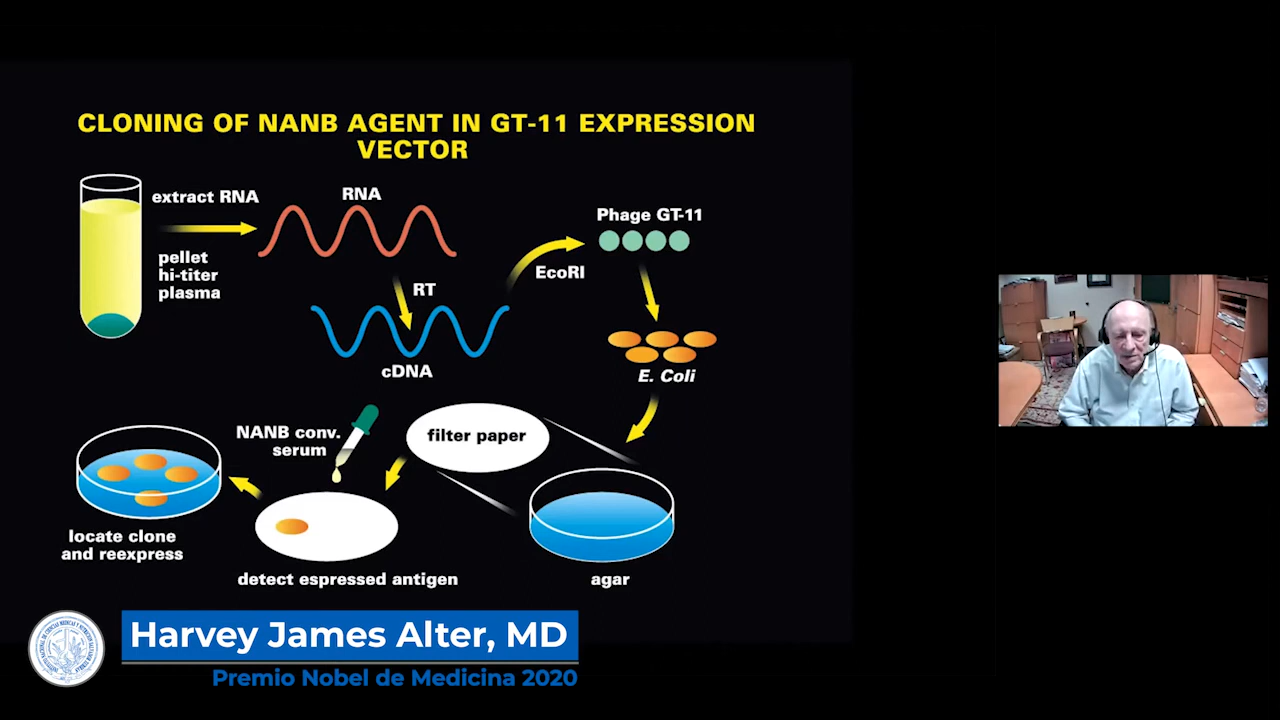 CLONING OF NANB AGENT IN GT-11 EXPRESSION
VECTOR
extract RNA
RNA
pellet
hi-titer
plasma
RT
cDNA
EcoRI
Phage GT-11
E. Coli
NANB conv.
serum
filter paper
locate clone
and reexpress
detect espressed antigen
agar
Harvey James Alter, MD
Premio Nobel de Medicina 2020